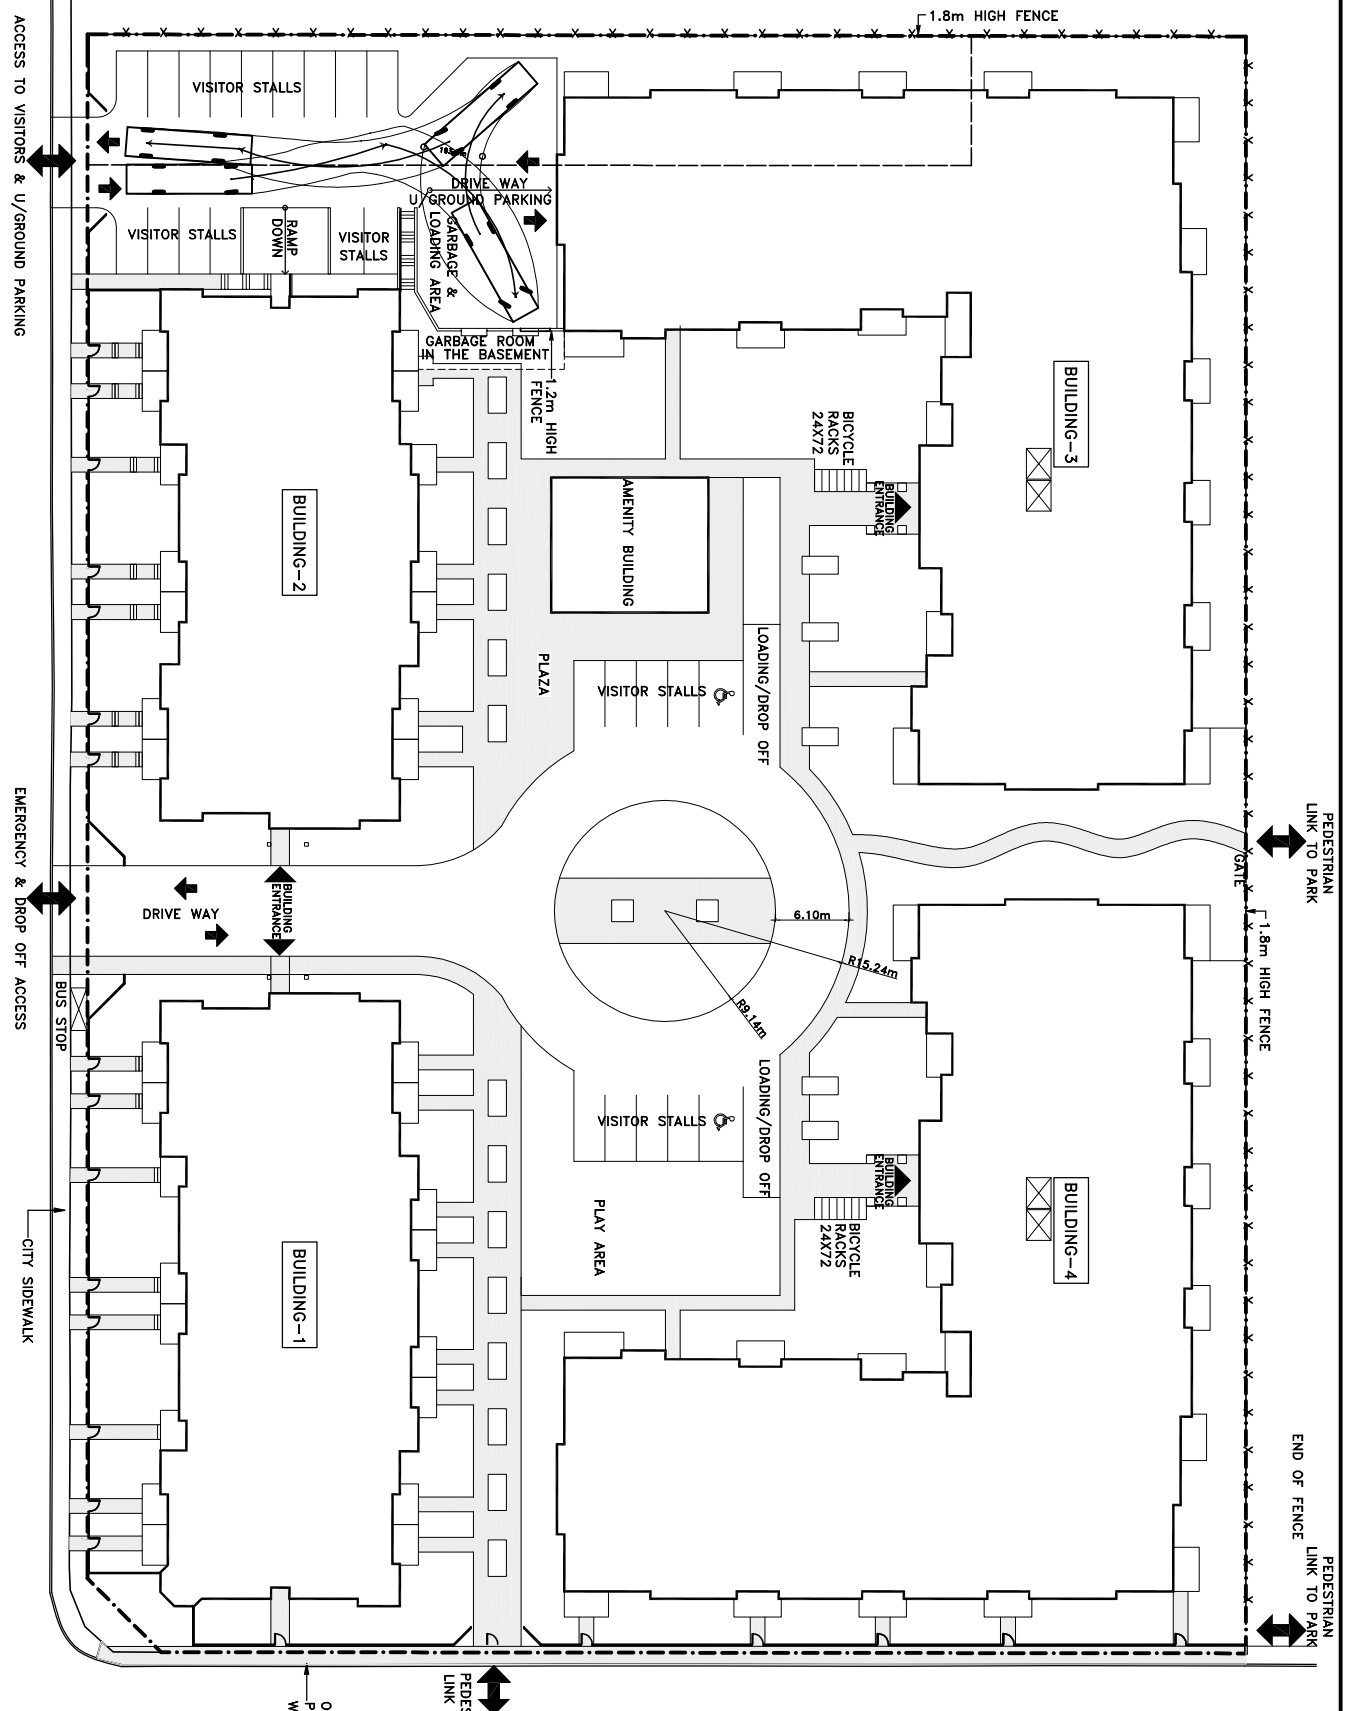 1.8m HIGH FENCE
ACCESS TO VISITORS & U/GROUND PARKING
VISITOR STALLS
DRIVE WAY
U/GROUND PARKING
VISITOR STALLS
RAMP
DOWN
VISITOR
STALLS
GARBAGE &
LOADING AREA
GARBAGE ROOM
IN THE BASEMENT
1.2m HIGH
FENCE
BUILDING-3
BICYCLE
RACKS
24X72
BUILDING
ENTRANCE
AMENITY BUILDING
BUILDING-2
PLAZA
VISITOR STALLS
LOADING/DROP OFF
PEDESTRIAN
LINK TO PARK
GATE
EMERGENCY & DROP OFF ACCESS
DRIVE WAY
BUILDING
ENTRANCE
6.10m
R15.24m
R9.14m
1.8m HIGH FENCE
BUS STOP
VISITOR STALLS
LOADING/DROP OFF
BUILDING
ENTRANCE
BICYCLE
RACKS
24X72
BUILDING-4
PLAY AREA
BUILDING-1
CITY SIDEWALK
END OF FENCE
PEDESTRIAN
LINK TO PARK
PEDES
LINK
O
P
W